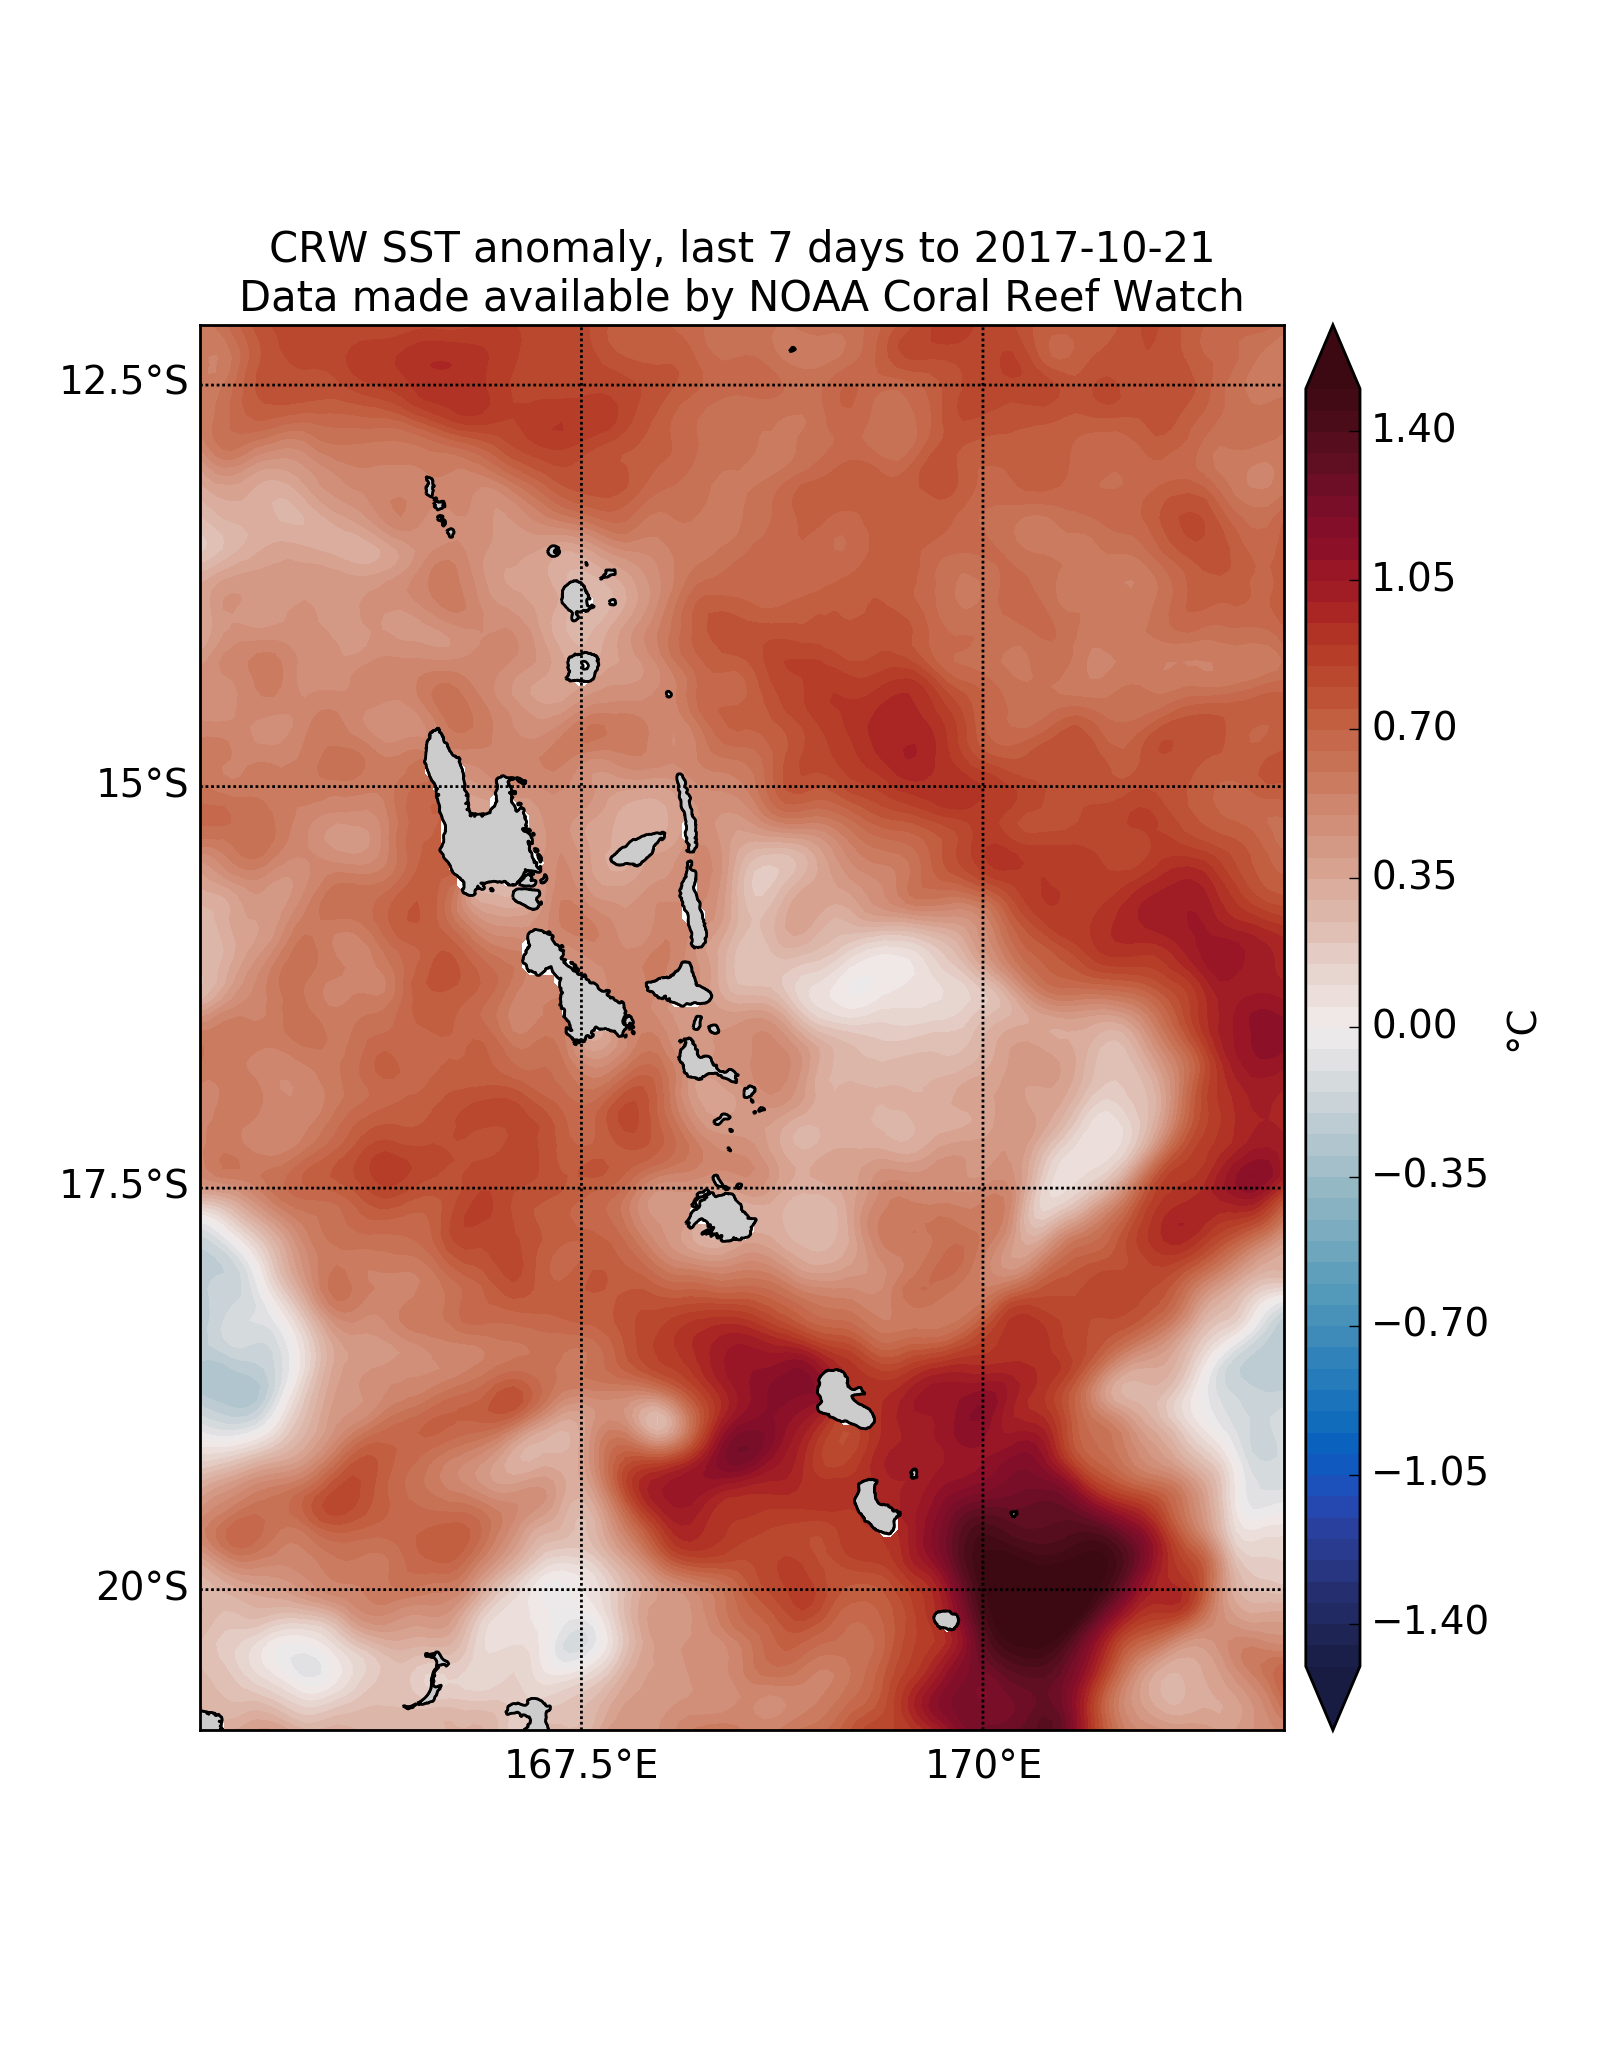 CRW SST anomaly, last 7 days to 2017-10-21
Data made available by NOAA Coral Reef Watch
12.5°S
15°S
17.5°S
20°S
167.5°E
170°E
1.40
1.05
0.70
0.35
0.00
−0.35
−0.70
−1.05
−1.40
°C